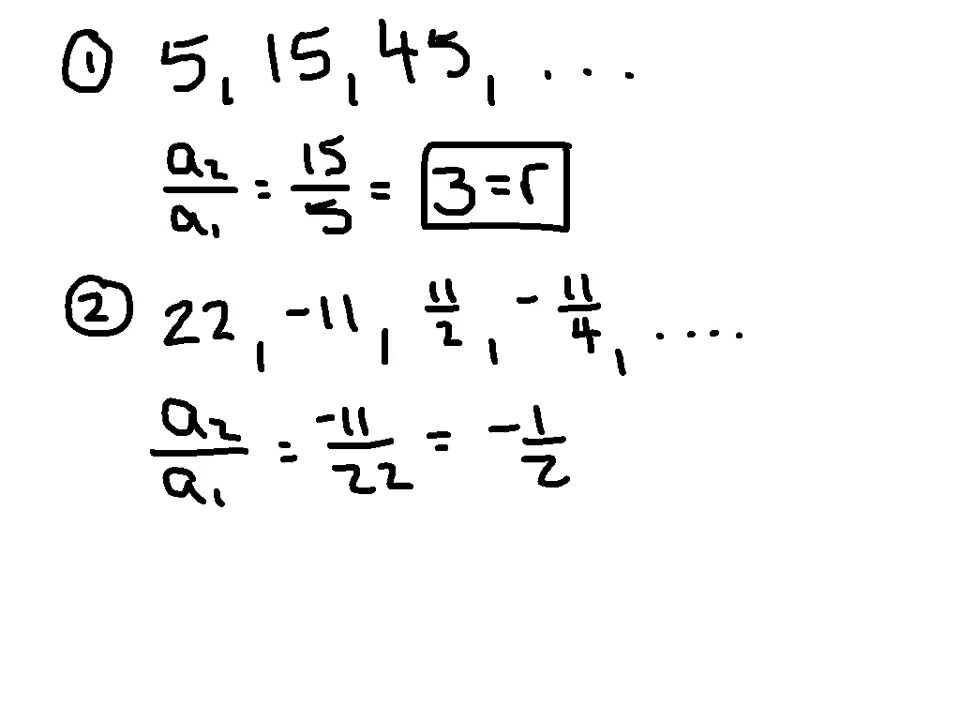 ① 5, 15, 45, ....
a₂/a₁ = 15/5 = 3 = r
② 22, -11, 11/2, -11/4, ....
a₂/a₁ = -11/22 = -1/2